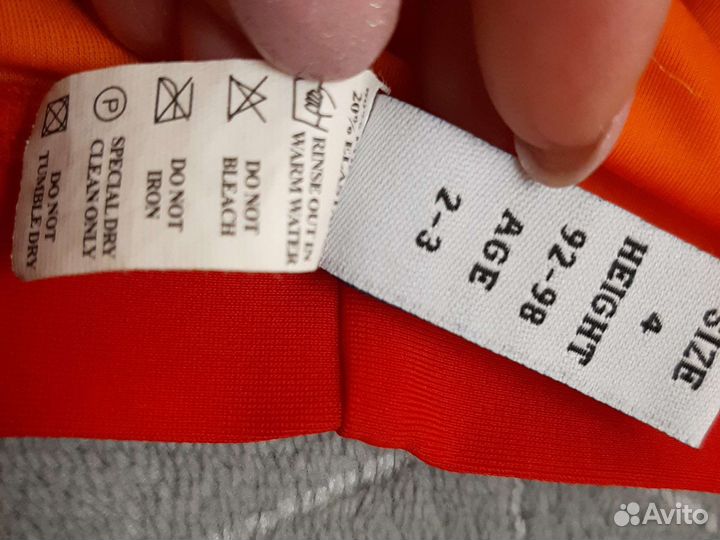 20% ELAS
RINSE OUT IN
WARM WATER
DO NOT
BLEACH
DO NOT
IRON
P
SPECIAL DRY
CLEAN ONLY
DO NOT
TUMBLE DRY
SIZE
4
HEIGHT
92-98
AGE
2-3
Avito